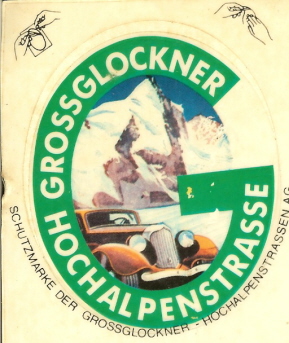 GROSSGLOCKNER
HOCHALPENSTRASSE
SCHUTZMARKE DER GROSSGLOCKNER - HOCHALPENSTRASSEN AG